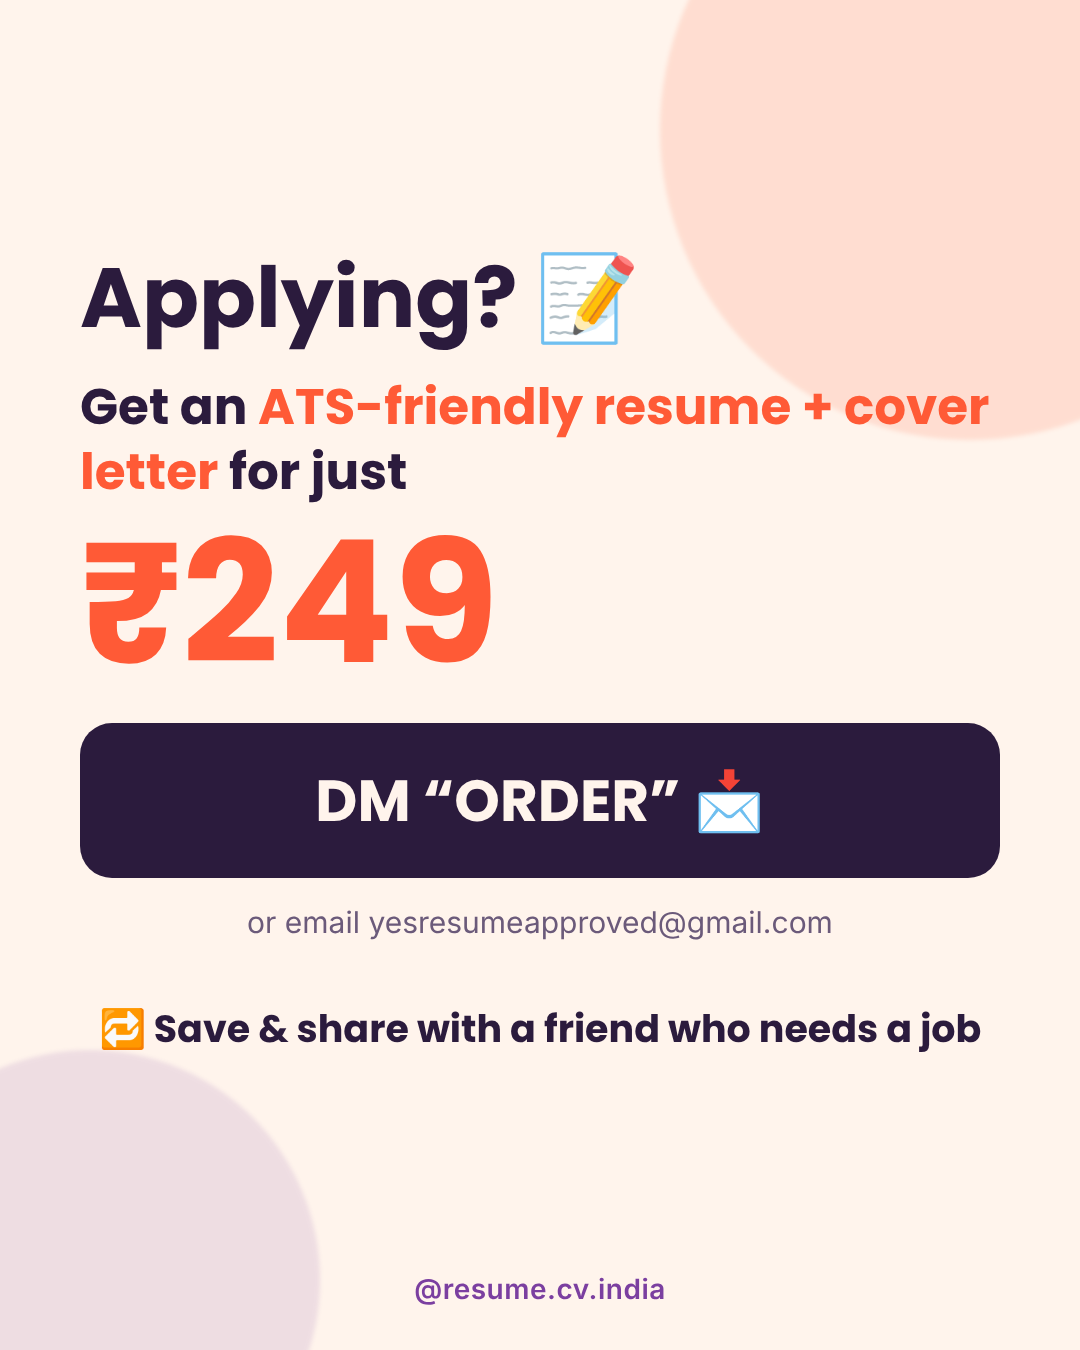 Applying? 📝
Get an ATS-friendly resume + cover
letter for just
₹249
DM “ORDER” 📩
or email yesresumeapproved@gmail.com
🔁 Save & share with a friend who needs a job
@resume.cv.india